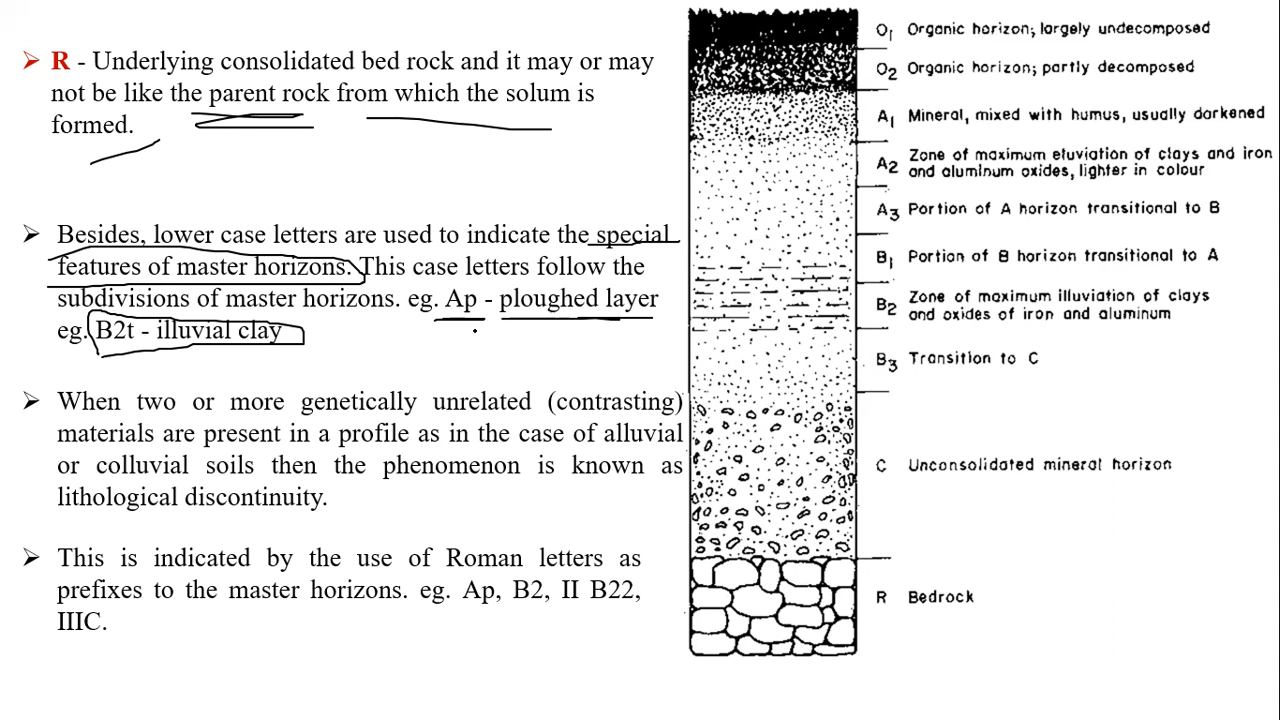 R - Underlying consolidated bed rock and it may or may
not be like the parent rock from which the solum is
formed.
Besides, lower case letters are used to indicate the special
features of master horizons. This case letters follow the
subdivisions of master horizons. eg. Ap - ploughed layer
eg. B2t - illuvial clay
When two or more genetically unrelated (contrasting)
materials are present in a profile as in the case of alluvial
or colluvial soils then the phenomenon is known as
lithological discontinuity.
This is indicated by the use of Roman letters as
prefixes to the master horizons. eg. Ap, B2, II B22,
IIIC.
O1 Organic horizon; largely undecomposed
O2 Organic horizon; partly decomposed
A1 Mineral, mixed with humus, usually darkened
A2 Zone of maximum eluviation of clays and iron
and aluminum oxides, lighter in colour
A3 Portion of A horizon transitional to B
B1 Portion of B horizon transitional to A
B2 Zone of maximum illuviation of clays
and oxides of iron and aluminum
B3 Transition to C
C Unconsolidated mineral horizon
R Bedrock